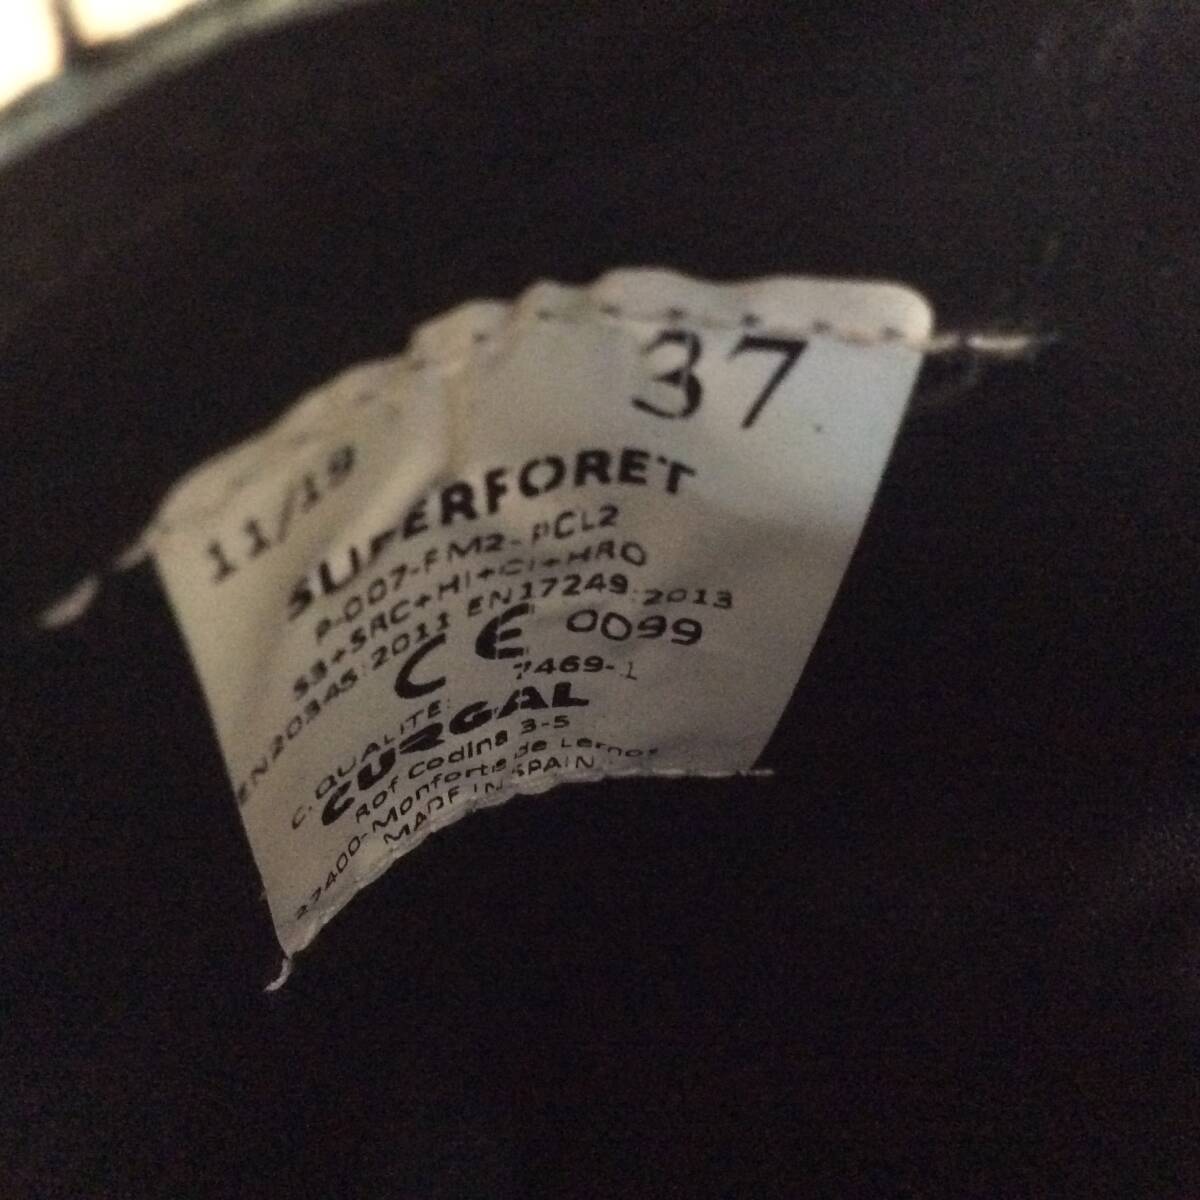 37
11/19
SUPERFORET
P-007-FM2-PCL2
S3+SRC+HI+CI+HRO
EN20345:2011 EN17249:2013
CE 0099
C. QUALITE: 7469-1
CURGAL
Rof Codina 3-5
27400-Monforte de Lemos
MADE IN SPAIN